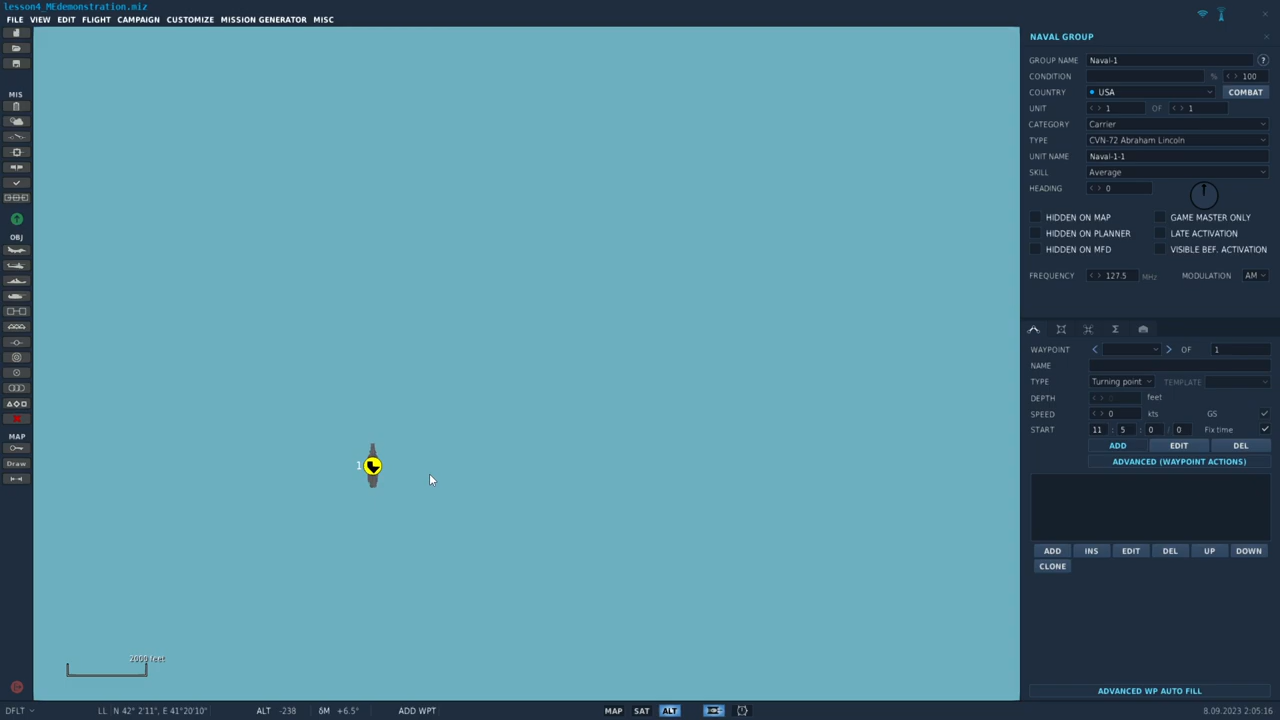 lesson4_MEdemonstration.miz
FILE VIEW EDIT FLIGHT CAMPAIGN CUSTOMIZE MISSION GENERATOR MISC
MIS
OBJ
MAP
Draw
1
2000 feet
NAVAL GROUP
GROUP NAME Naval-1 ?
CONDITION % < > 100
COUNTRY USA COMBAT
UNIT < > 1 OF < > 1
CATEGORY Carrier
TYPE CVN-72 Abraham Lincoln
UNIT NAME Naval-1-1
SKILL Average
HEADING < > 0
HIDDEN ON MAP GAME MASTER ONLY
HIDDEN ON PLANNER LATE ACTIVATION
HIDDEN ON MFD VISIBLE BEF. ACTIVATION
FREQUENCY < > 127.5 MHz MODULATION AM
WAYPOINT < > OF 1
NAME
TYPE Turning point TEMPLATE
DEPTH < > 0 feet
SPEED < > 0 kts GS
START 11 : 5 : 0 / 0 Fix time
ADD EDIT DEL
ADVANCED (WAYPOINT ACTIONS)
ADD INS EDIT DEL UP DOWN
CLONE
ADVANCED WP AUTO FILL
DFLT LL N 42° 2'11", E 41°20'10" ALT -238 δM +6.5° ADD WPT MAP SAT ALT 8.09.2023 2:05:16